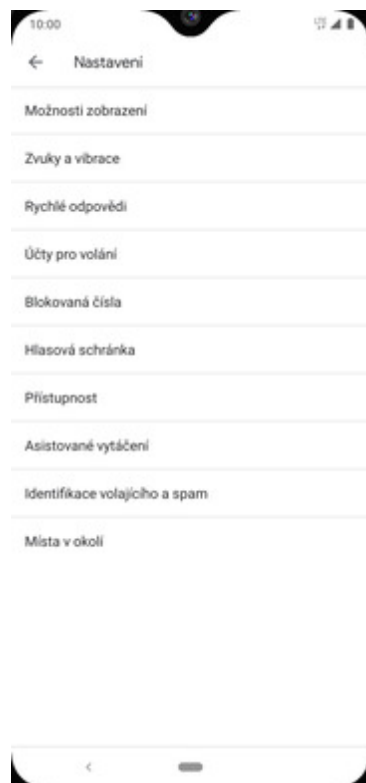 10:00
← Nastavení
Možnosti zobrazení
Zvuky a vibrace
Rychlé odpovědi
Účty pro volání
Blokovaná čísla
Hlasová schránka
Přístupnost
Asistované vytáčení
Identifikace volajícího a spam
Místa v okolí